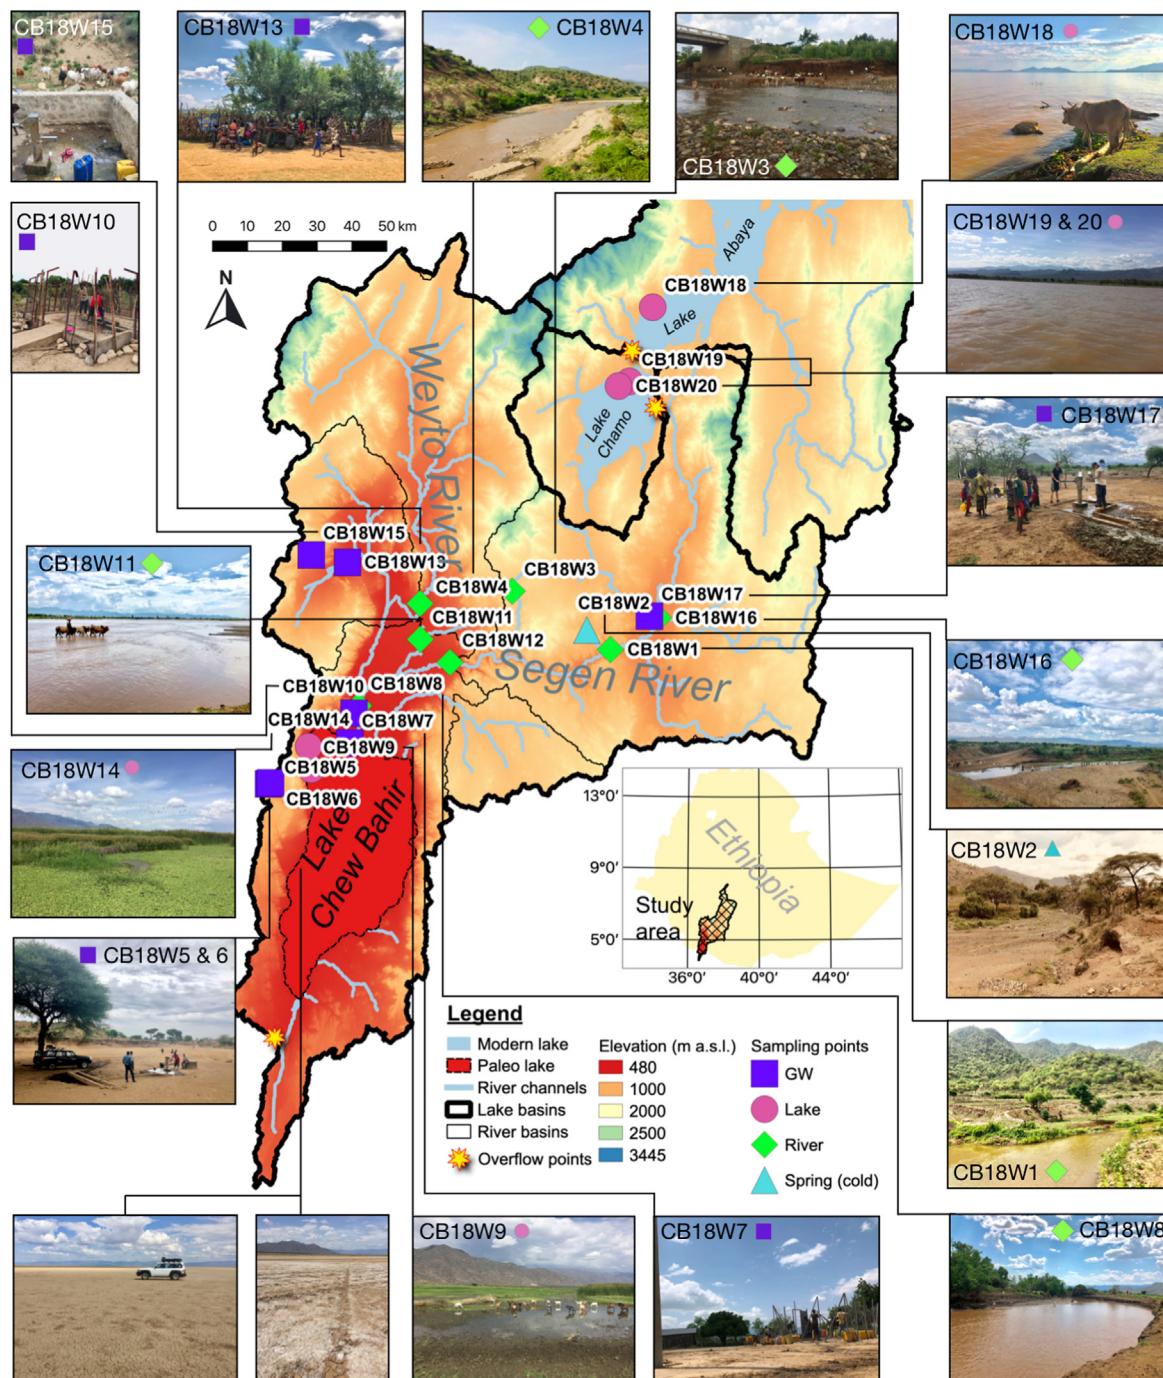 CB18W15
CB18W13
CB18W4
CB18W3
CB18W18
CB18W10
CB18W19 & 20
0 10 20 30 40 50 km
N
Abaya
Lake
CB18W18
CB18W19
CB18W20
Lake
Chamo
Weyto River
CB18W17
CB18W15
CB18W13
CB18W3
CB18W4
CB18W11
CB18W12
CB18W2
CB18W17
CB18W16
CB18W1
Segen River
CB18W11
CB18W10
CB18W8
CB18W14
CB18W7
CB18W9
CB18W5
CB18W6
Lake
Chew Bahir
CB18W16
CB18W14
CB18W2
CB18W5 & 6
CB18W1
13°0′
9°0′
5°0′
36°0′
40°0′
44°0′
Ethiopia
Study
area
Legend
Modern lake
Paleo lake
River channels
Lake basins
River basins
Overflow points
Elevation (m a.s.l.)
480
1000
2000
2500
3445
Sampling points
GW
Lake
River
Spring (cold)
CB18W9
CB18W7
CB18W8